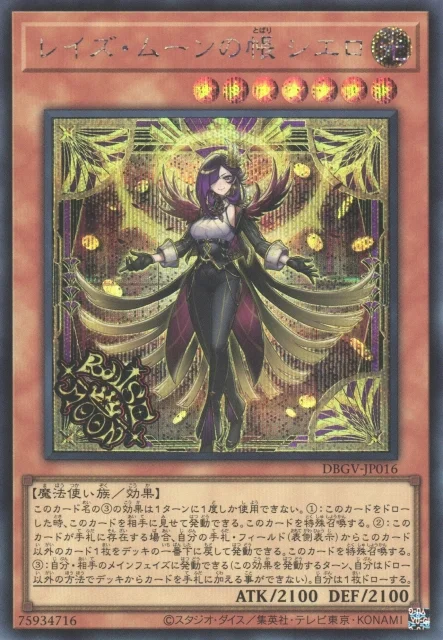 レイズ・ムーンの帳 シエロ
とばり
闇
RAISE
MOON
DBGV-JP016
【魔法使い族／効果】
このカード名の③の効果は1ターンに1度しか使用できない。①：このカードをドロー
した時、このカードを相手に見せて発動できる。このカードを特殊召喚する。②：この
カードが手札に存在する場合、自分の手札・フィールド（表側表示）からこのカード
以外のカード1枚をデッキの一番下に戻して発動できる。このカードを特殊召喚する。
③：自分・相手のメインフェイズに発動できる（この効果を発動するターン、自分はドロー
以外の方法でデッキからカードを手札に加える事ができない）。自分は1枚ドローする。
ATK/2100 DEF/2100
75934716
©スタジオ・ダイス／集英社・テレビ東京・KONAMI